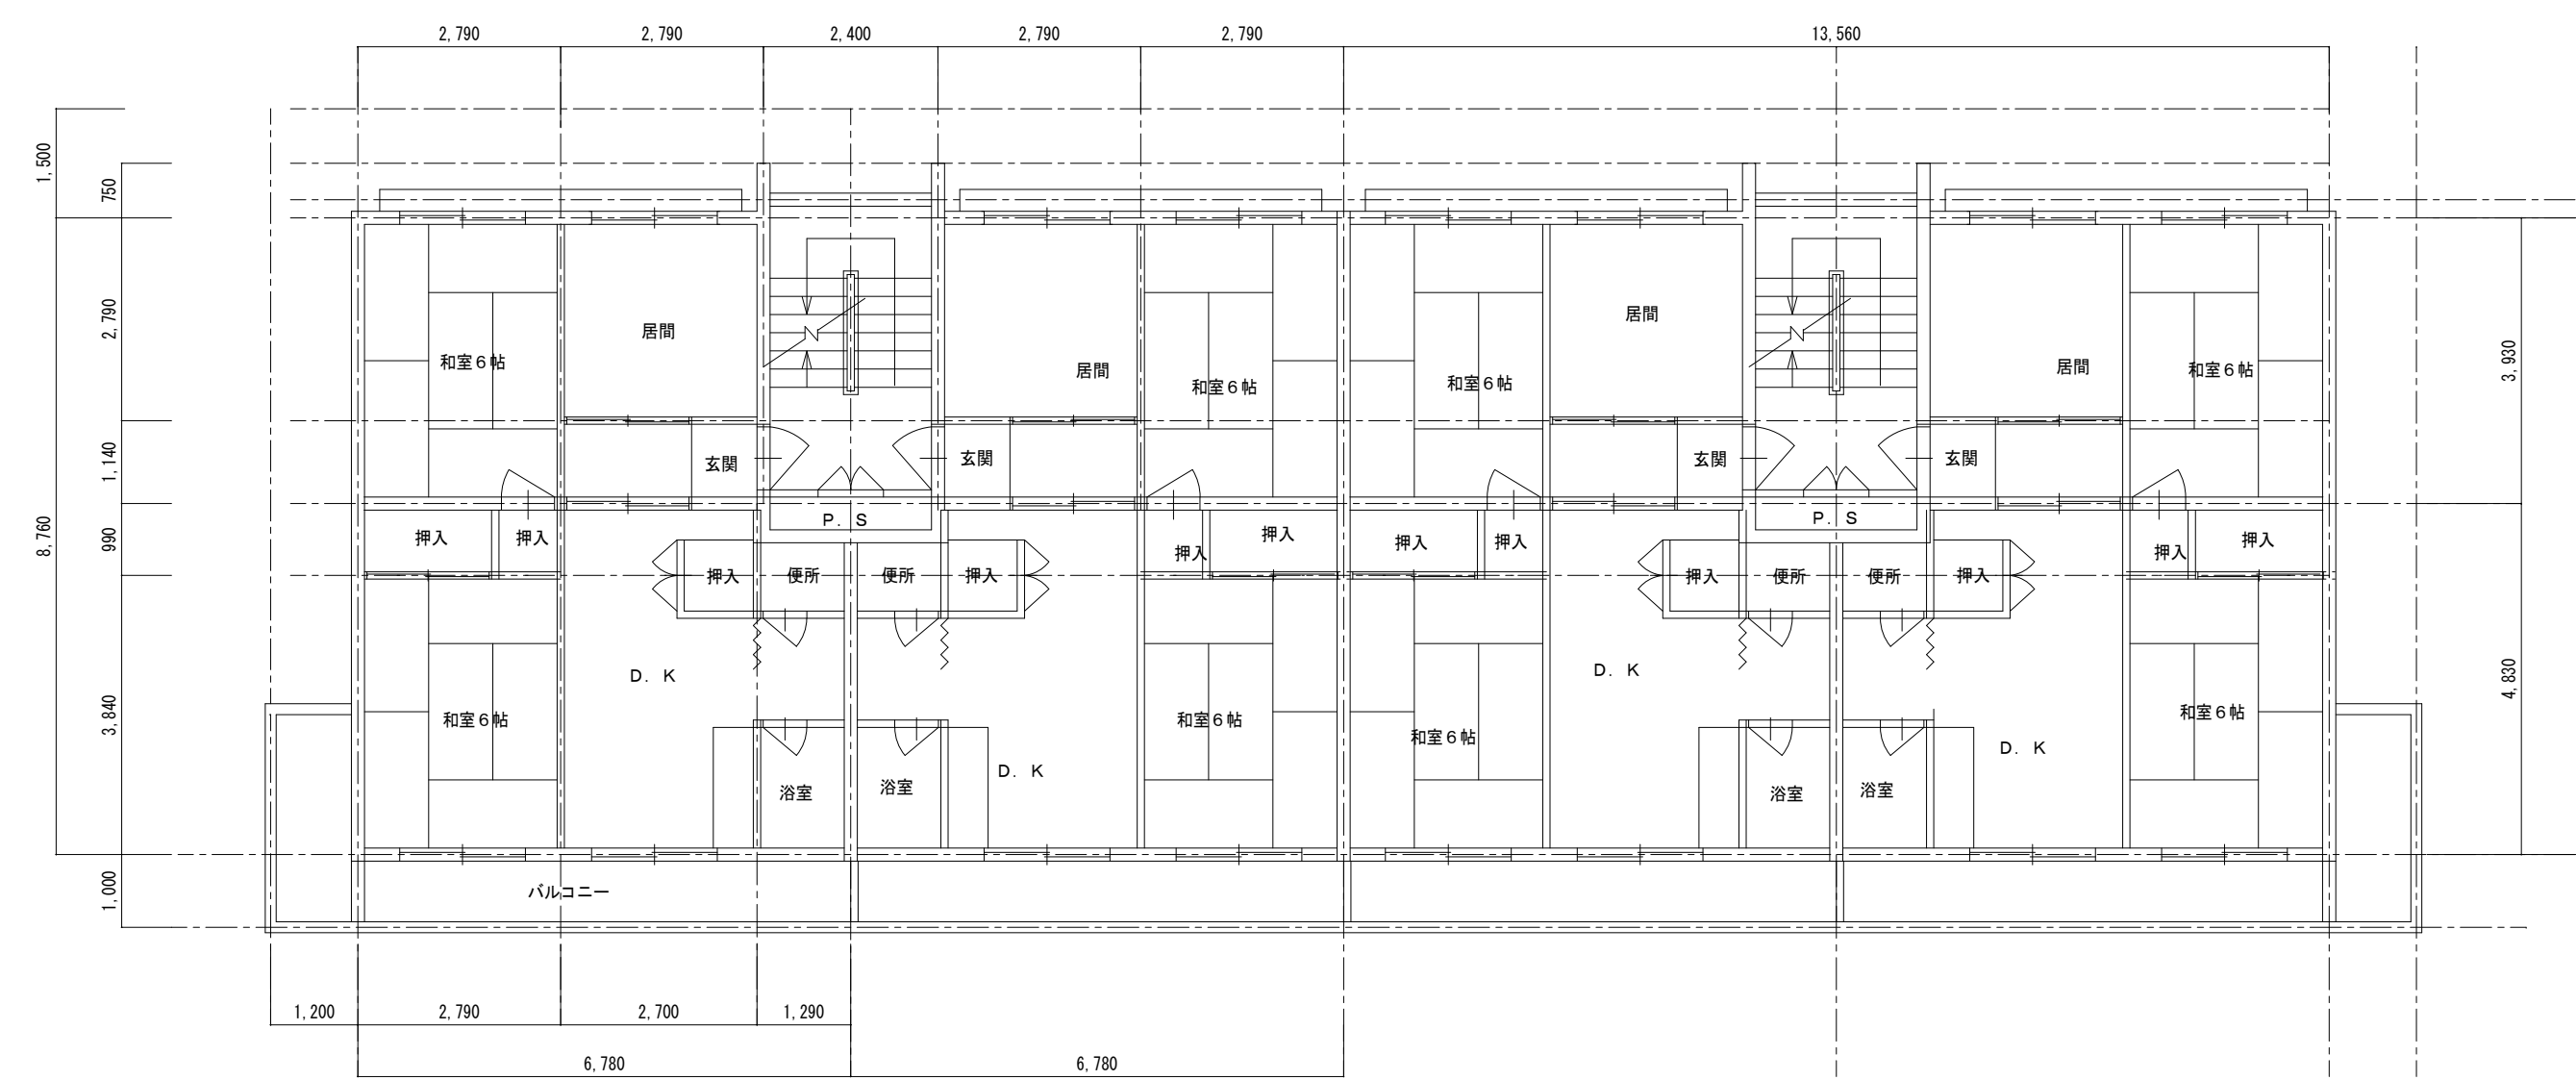 2,790 2,790 2,400 2,790 2,790 13,560
1,500
750
居間
居間
2,790
和室６帖
居間
居間
和室６帖
和室６帖
和室６帖
3,930
1,140
玄関
玄関
玄関
玄関
8,760
990
押入
押入
P. S
押入
押入
押入
押入
P. S
押入
押入
押入
便所
便所
押入
押入
便所
便所
押入
3,840
和室６帖
D. K
和室６帖
D. K
和室６帖
D. K
和室６帖
4,830
D. K
浴室
浴室
浴室
浴室
1,000
バルコニー
1,200 2,790 2,700 1,290
6,780 6,780